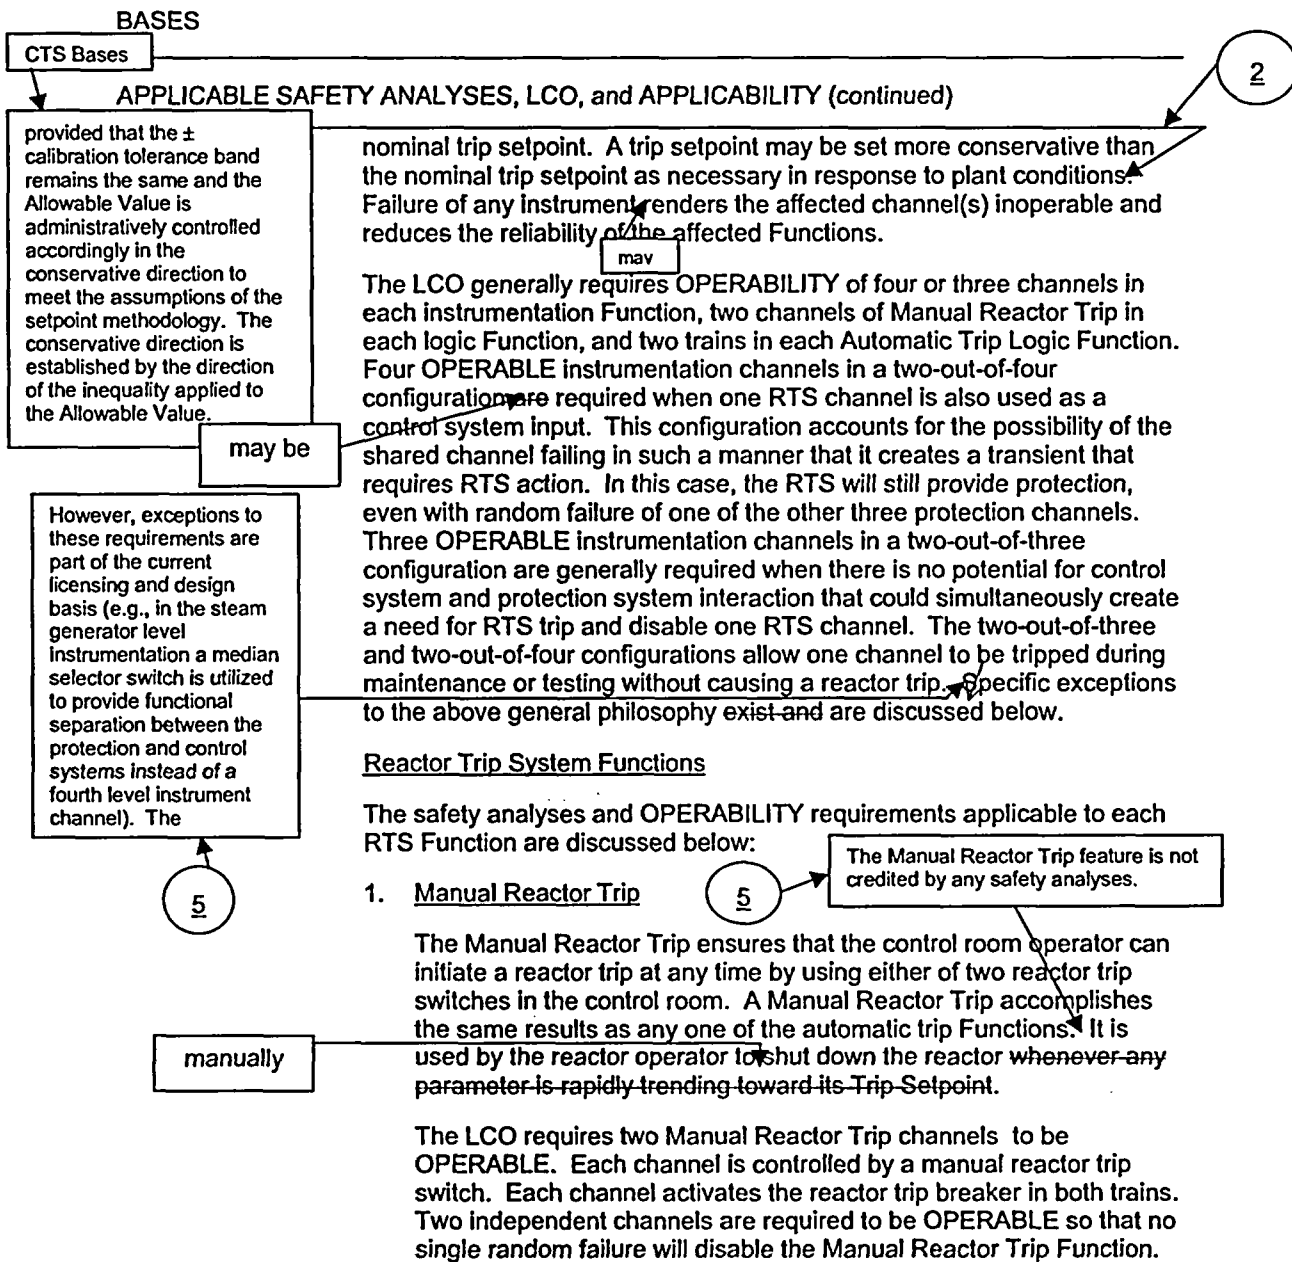 BASES
CTS Bases
2
APPLICABLE SAFETY ANALYSES, LCO, and APPLICABILITY (continued)
provided that the ±
calibration tolerance band
remains the same and the
Allowable Value is
administratively controlled
accordingly in the
conservative direction to
meet the assumptions of the
setpoint methodology. The
conservative direction is
established by the direction
of the inequality applied to
the Allowable Value.
nominal trip setpoint. A trip setpoint may be set more conservative than
the nominal trip setpoint as necessary in response to plant conditions.
Failure of any instrument renders the affected channel(s) inoperable and
reduces the reliability of the affected Functions.
may
The LCO generally requires OPERABILITY of four or three channels in
each instrumentation Function, two channels of Manual Reactor Trip in
each logic Function, and two trains in each Automatic Trip Logic Function.
Four OPERABLE instrumentation channels in a two-out-of-four
configuration are required when one RTS channel is also used as a
control system input. This configuration accounts for the possibility of the
shared channel failing in such a manner that it creates a transient that
requires RTS action. In this case, the RTS will still provide protection,
even with random failure of one of the other three protection channels.
Three OPERABLE instrumentation channels in a two-out-of-three
configuration are generally required when there is no potential for control
system and protection system interaction that could simultaneously create
a need for RTS trip and disable one RTS channel. The two-out-of-three
and two-out-of-four configurations allow one channel to be tripped during
maintenance or testing without causing a reactor trip. Specific exceptions
to the above general philosophy exist and are discussed below.
may be
However, exceptions to
these requirements are
part of the current
licensing and design
basis (e.g., in the steam
generator level
instrumentation a median
selector switch is utilized
to provide functional
separation between the
protection and control
systems instead of a
fourth level instrument
channel). The
5
Reactor Trip System Functions
The safety analyses and OPERABILITY requirements applicable to each
RTS Function are discussed below:
The Manual Reactor Trip feature is not
credited by any safety analyses.
5
1. Manual Reactor Trip
The Manual Reactor Trip ensures that the control room operator can
initiate a reactor trip at any time by using either of two reactor trip
switches in the control room. A Manual Reactor Trip accomplishes
the same results as any one of the automatic trip Functions. It is
used by the reactor operator to shut down the reactor whenever any
parameter is rapidly trending toward its Trip Setpoint.
manually
The LCO requires two Manual Reactor Trip channels to be
OPERABLE. Each channel is controlled by a manual reactor trip
switch. Each channel activates the reactor trip breaker in both trains.
Two independent channels are required to be OPERABLE so that no
single random failure will disable the Manual Reactor Trip Function.